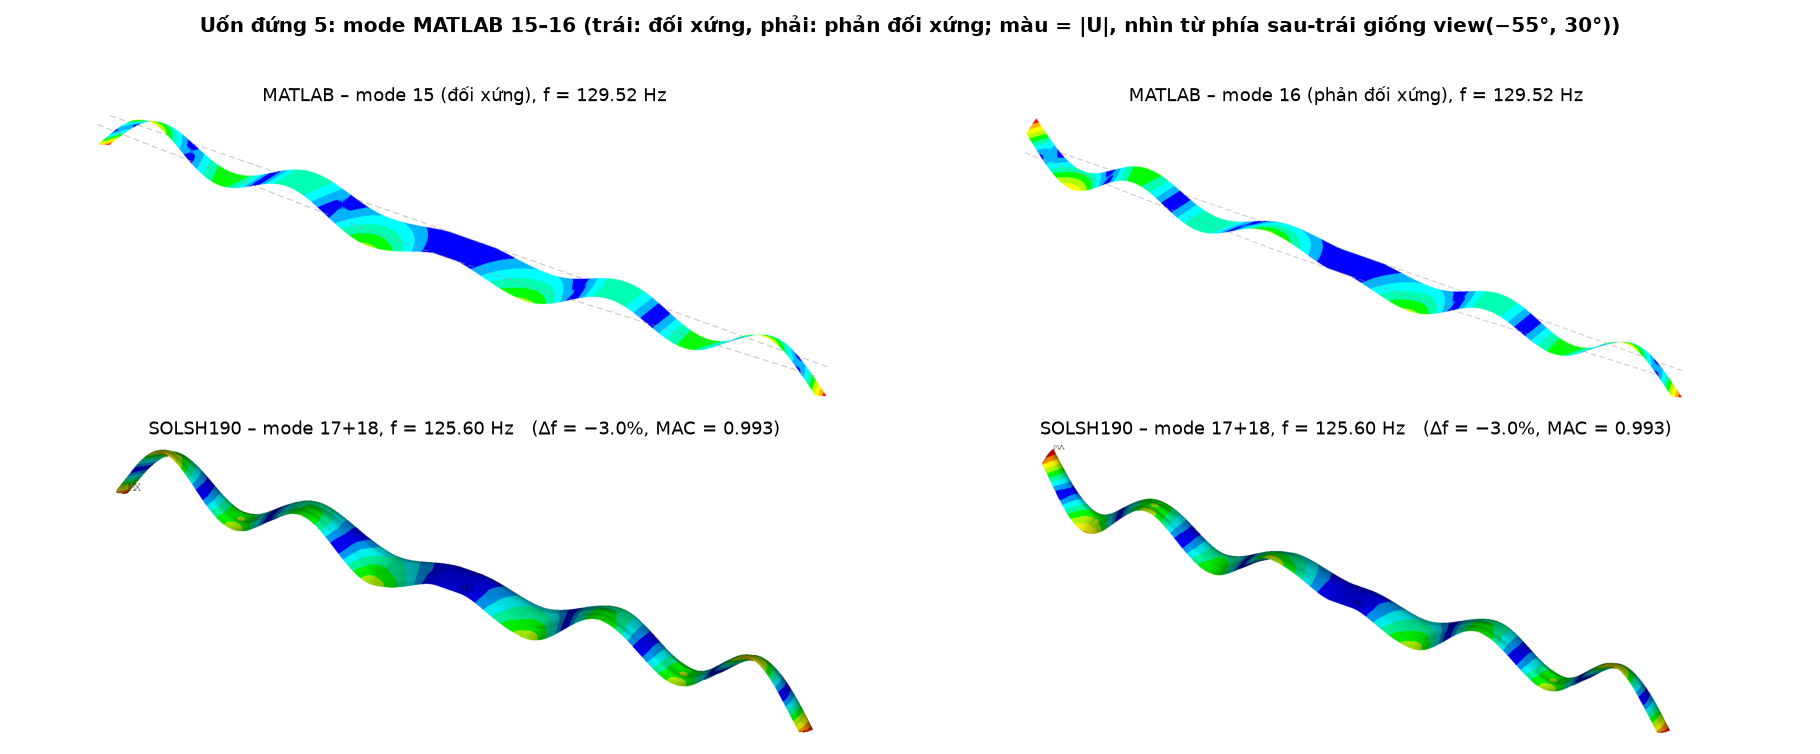 Uốn đứng 5: mode MATLAB 15–16 (trái: đối xứng, phải: phản đối xứng; màu = |U|, nhìn từ phía sau-trái giống view(−55°, 30°))
MATLAB – mode 15 (đối xứng), f = 129.52 Hz
MATLAB – mode 16 (phản đối xứng), f = 129.52 Hz
SOLSH190 – mode 17+18, f = 125.60 Hz   (Δf = −3.0%, MAC = 0.993)
SOLSH190 – mode 17+18, f = 125.60 Hz   (Δf = −3.0%, MAC = 0.993)